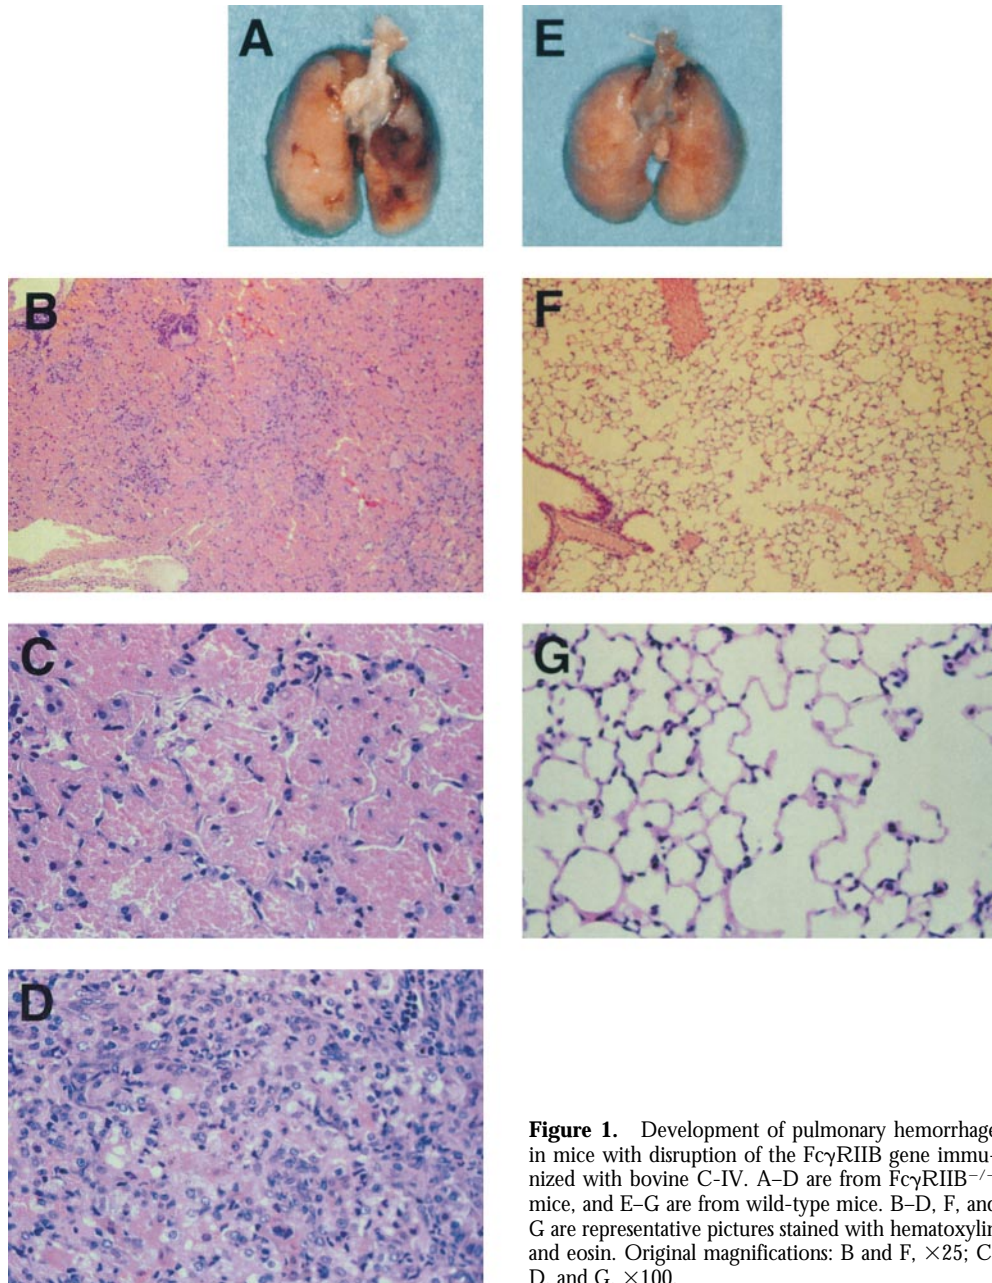 A
E
B
F
C
G
D
Figure 1. Development of pulmonary hemorrhage
in mice with disruption of the FcγRIIB gene immu-
nized with bovine C-IV. A–D are from FcγRIIB−/−
mice, and E–G are from wild-type mice. B–D, F, and
G are representative pictures stained with hematoxylin
and eosin. Original magnifications: B and F, ×25; C,
D, and G, ×100.